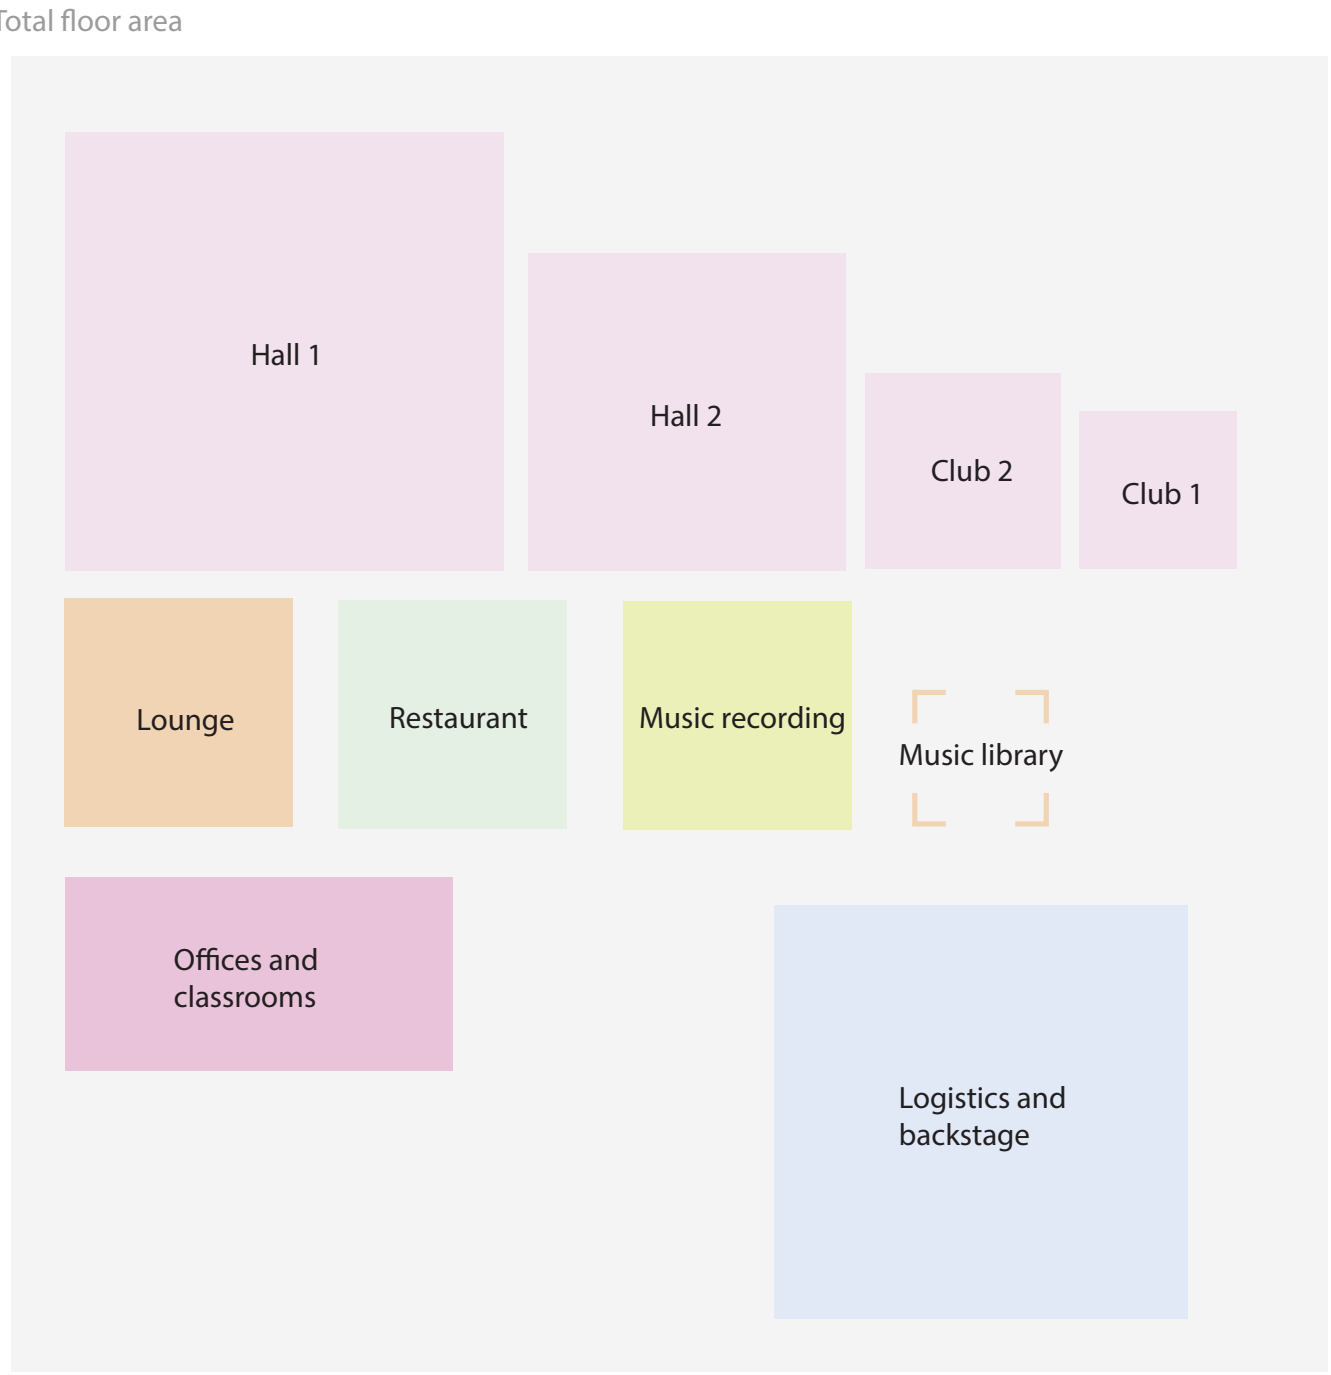 Total floor area
Hall 1
Hall 2
Club 2
Club 1
Lounge
Restaurant
Music recording
Music library
Offices and
classrooms
Logistics and
backstage